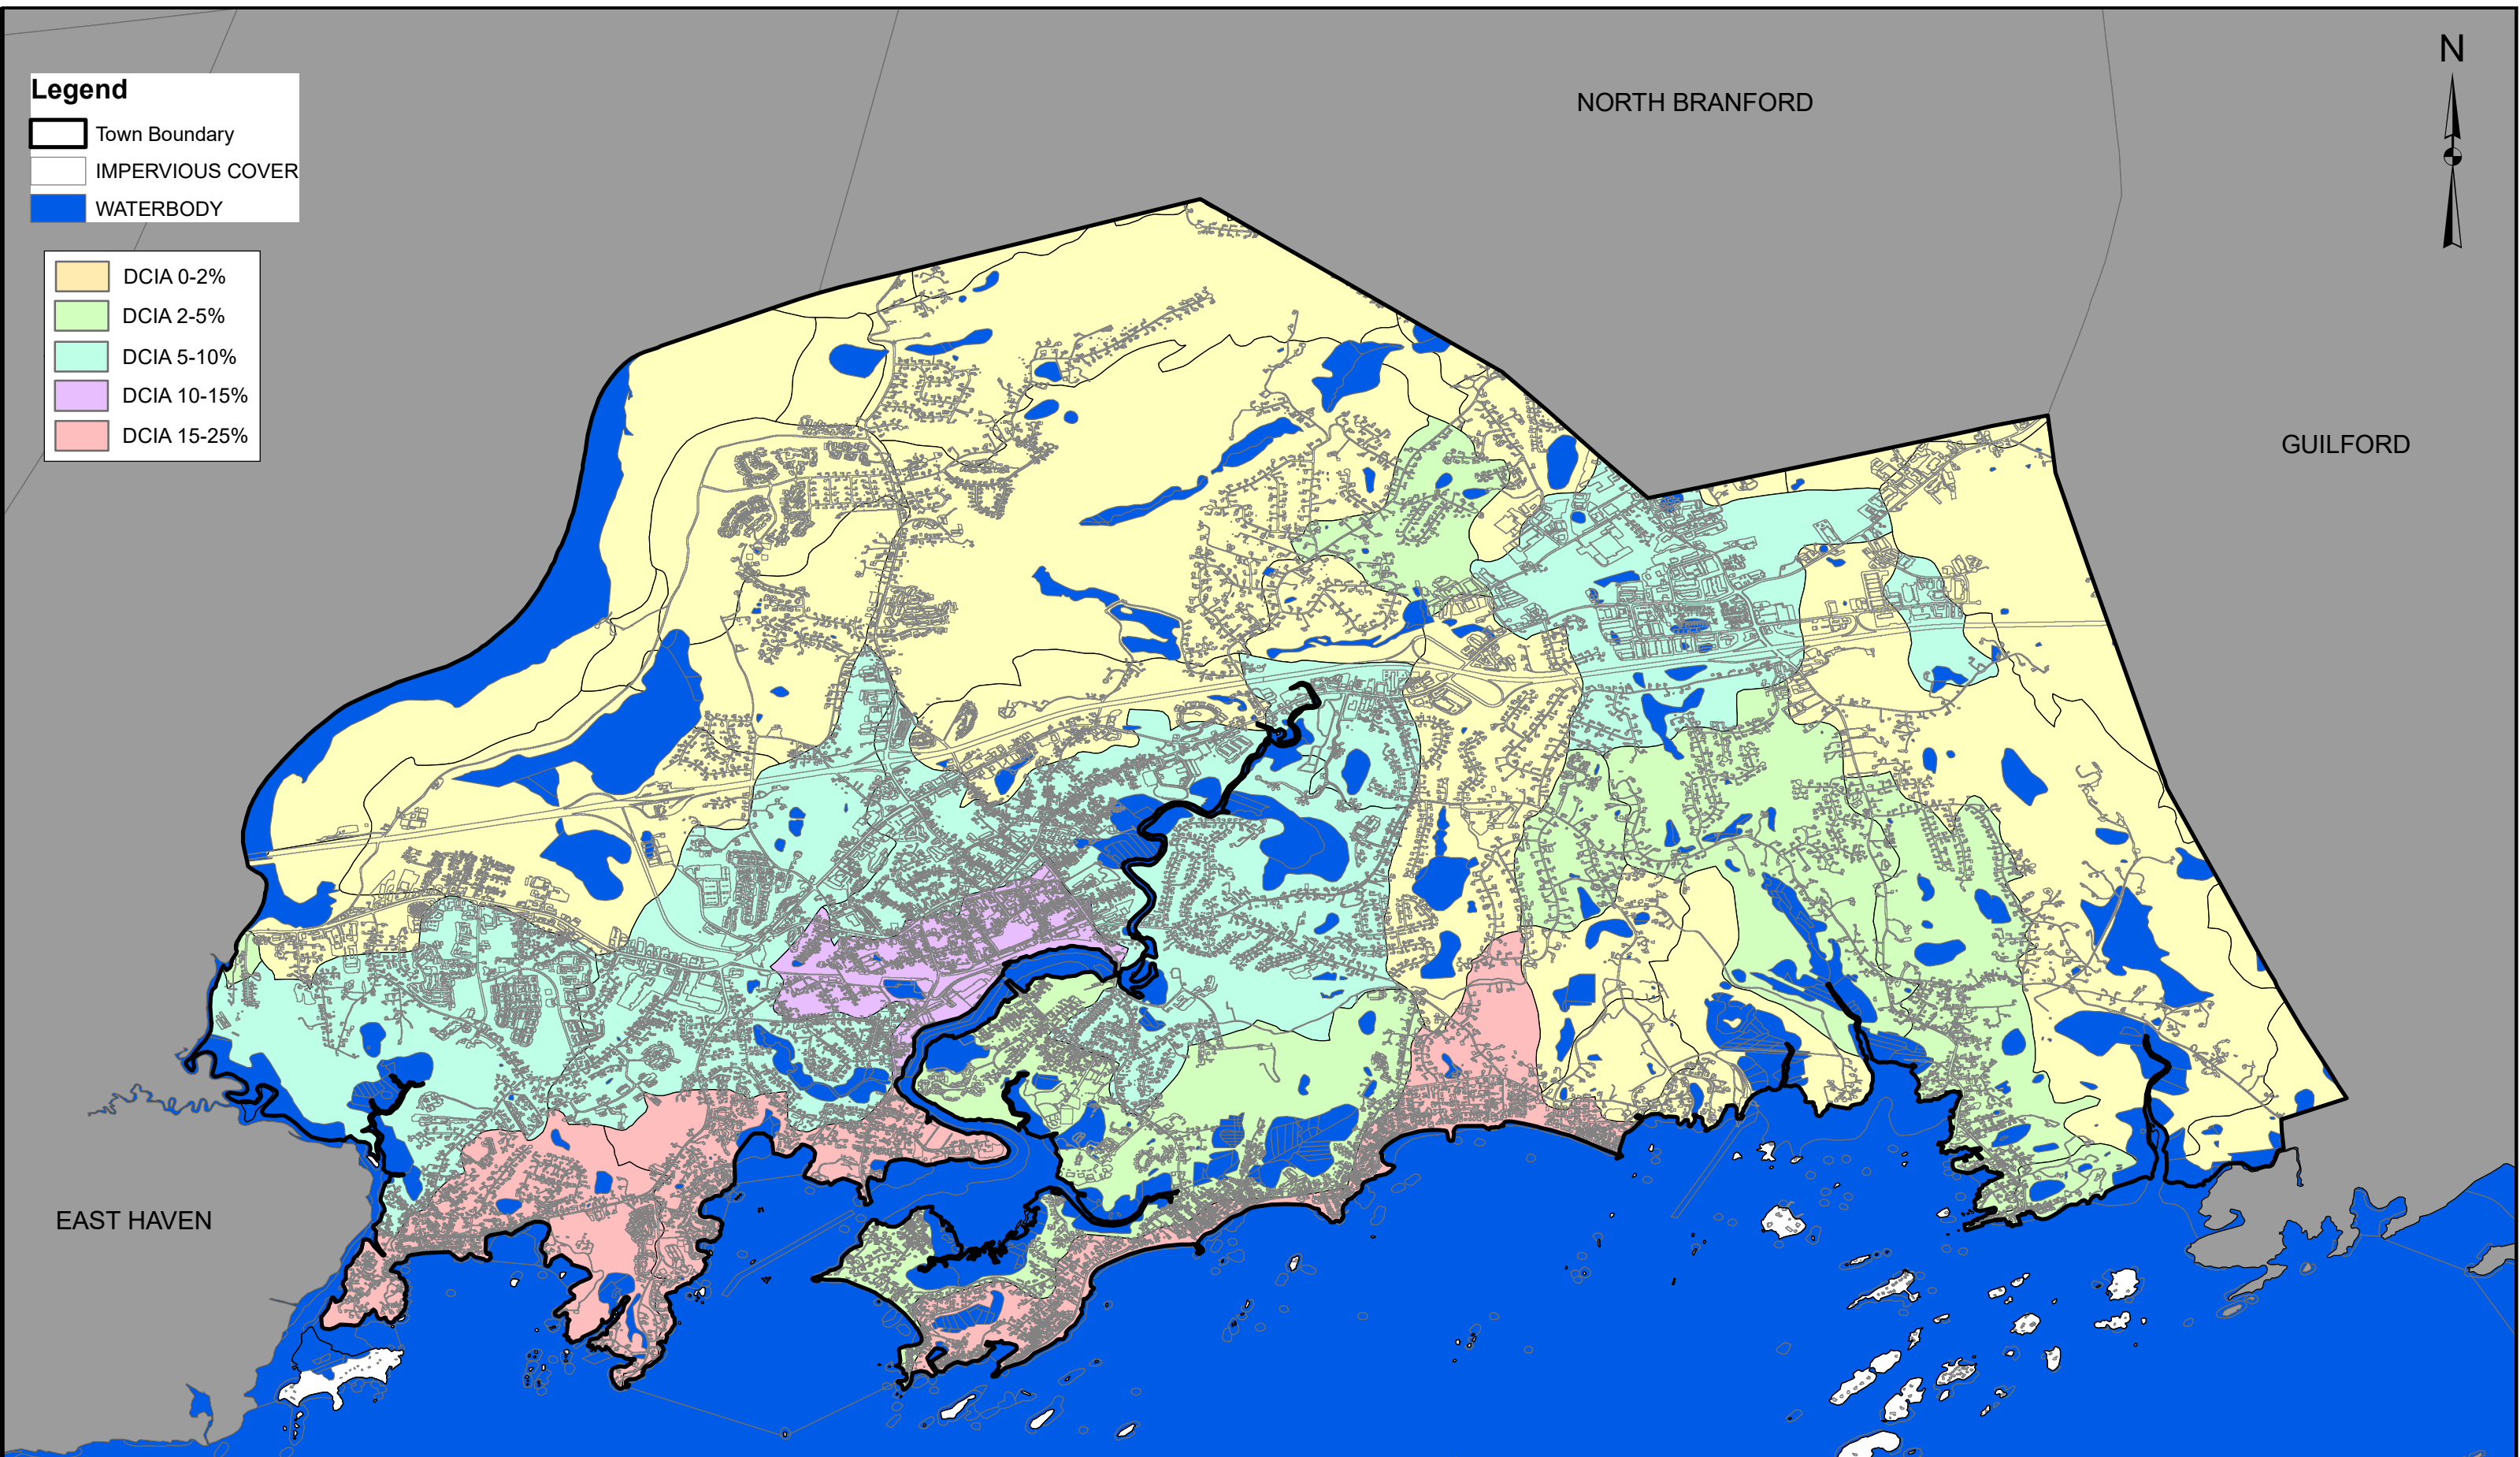 N
NORTH BRANFORD
Legend
Town Boundary
IMPERVIOUS COVER
WATERBODY
DCIA 0-2%
DCIA 2-5%
DCIA 5-10%
DCIA 10-15%
DCIA 15-25%
GUILFORD
EAST HAVEN